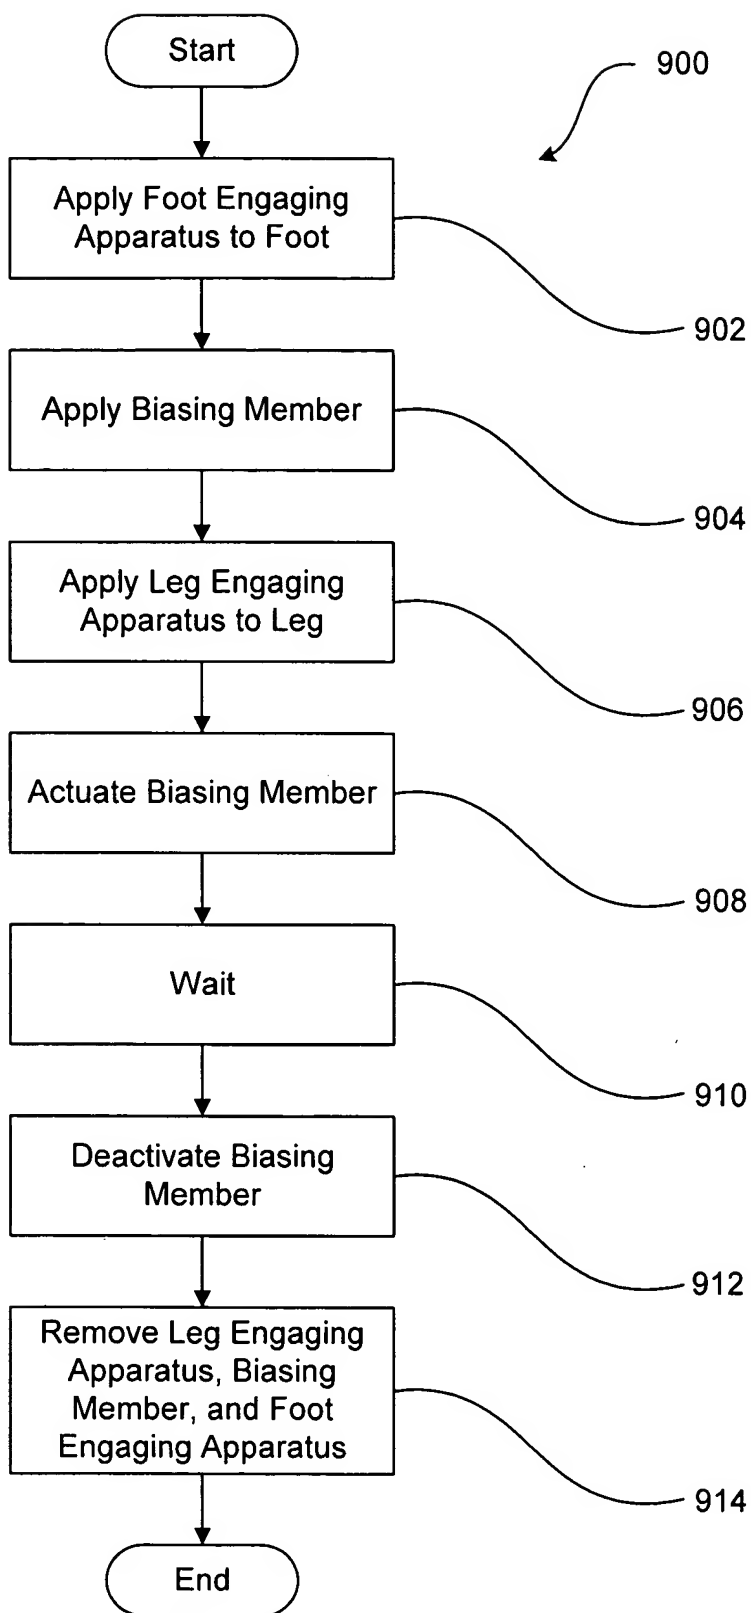 Start
900
Apply Foot Engaging
Apparatus to Foot
902
Apply Biasing Member
904
Apply Leg Engaging
Apparatus to Leg
906
Actuate Biasing Member
908
Wait
910
Deactivate Biasing
Member
912
Remove Leg Engaging
Apparatus, Biasing
Member, and Foot
Engaging Apparatus
914
End